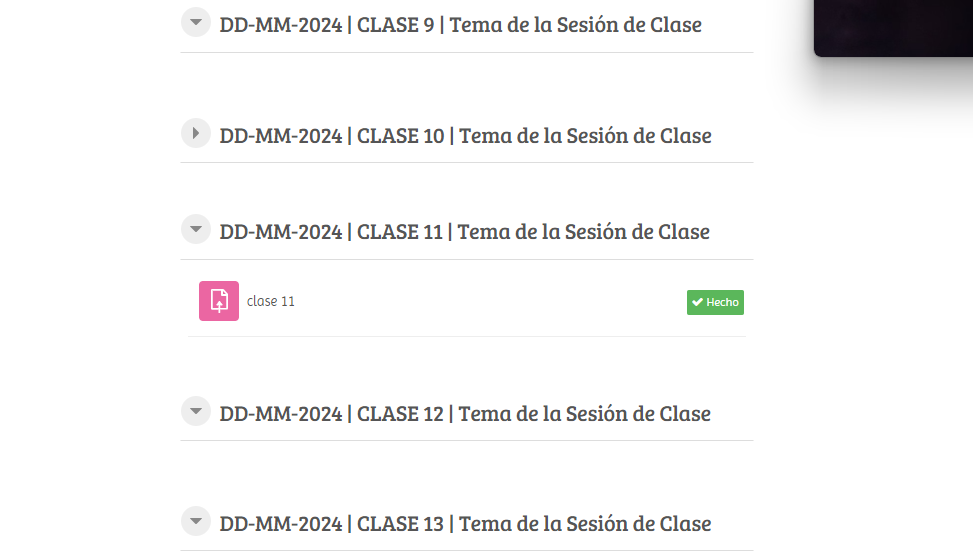 DD-MM-2024 | CLASE 9 | Tema de la Sesión de Clase
DD-MM-2024 | CLASE 10 | Tema de la Sesión de Clase
DD-MM-2024 | CLASE 11 | Tema de la Sesión de Clase
clase 11
Hecho
DD-MM-2024 | CLASE 12 | Tema de la Sesión de Clase
DD-MM-2024 | CLASE 13 | Tema de la Sesión de Clase